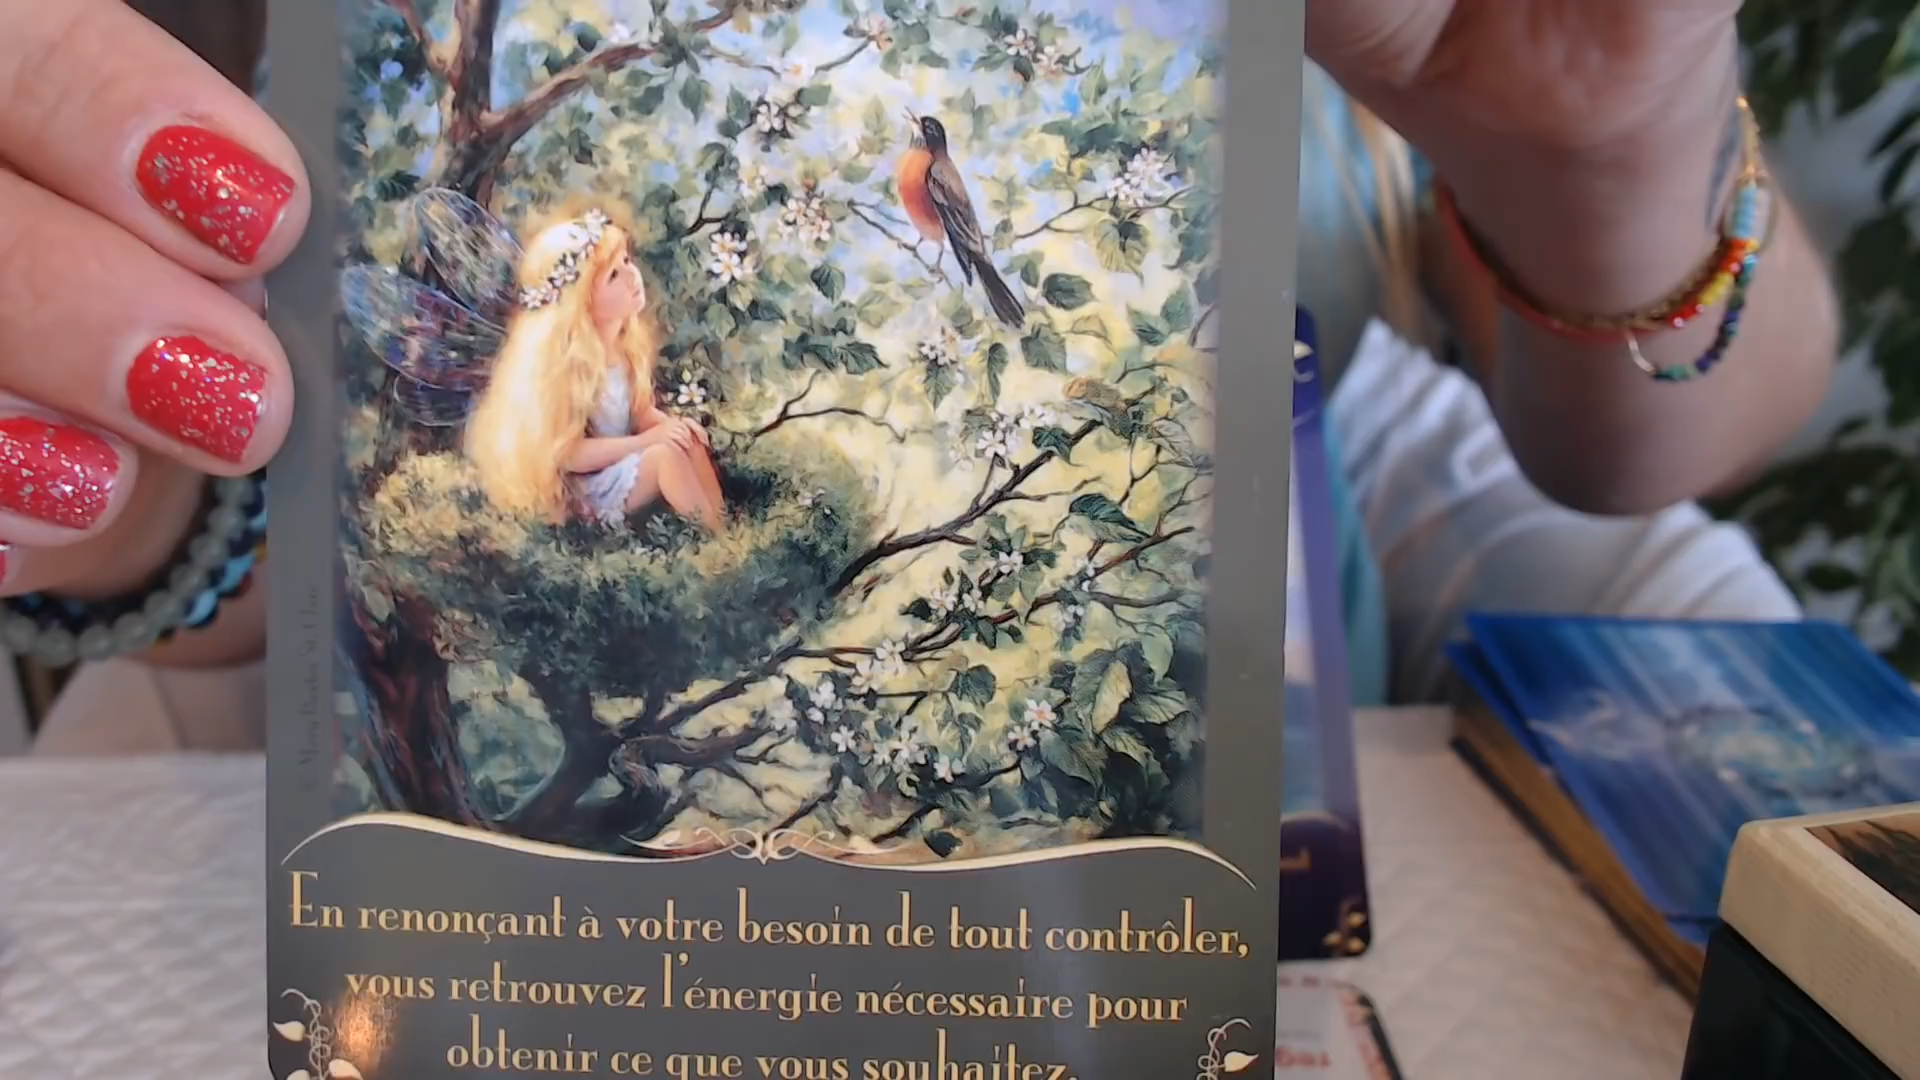 En renonçant à votre besoin de tout contrôler,
vous retrouvez l'énergie nécessaire pour
obtenir ce que vous souhaitez.